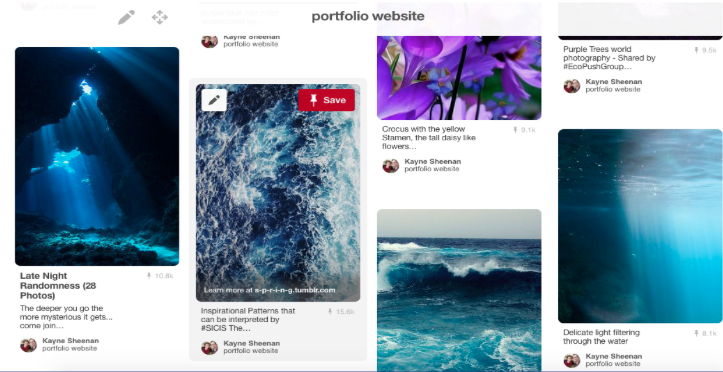 portfolio website
Kayne Sheenan
portfolio website
Late Night
Randomness (28
Photos)
10.8k
The deeper you go the
more mysterious it gets...
come join...
Kayne Sheenan
portfolio website
Save
Learn more at s-p-r-i-n-g.tumblr.com
Inspirational Patterns that
can be interpreted by
#SICIS The...
15.6k
Kayne Sheenan
portfolio website
Crocus with the yellow
Stamen, the tall daisy like
flowers...
9.1k
Kayne Sheenan
portfolio website
Purple Trees world
photography - Shared by
#EcoPushGroup...
9.5k
Kayne Sheenan
portfolio website
Delicate light filtering
through the water
8.1k
Kayne Sheenan
portfolio website